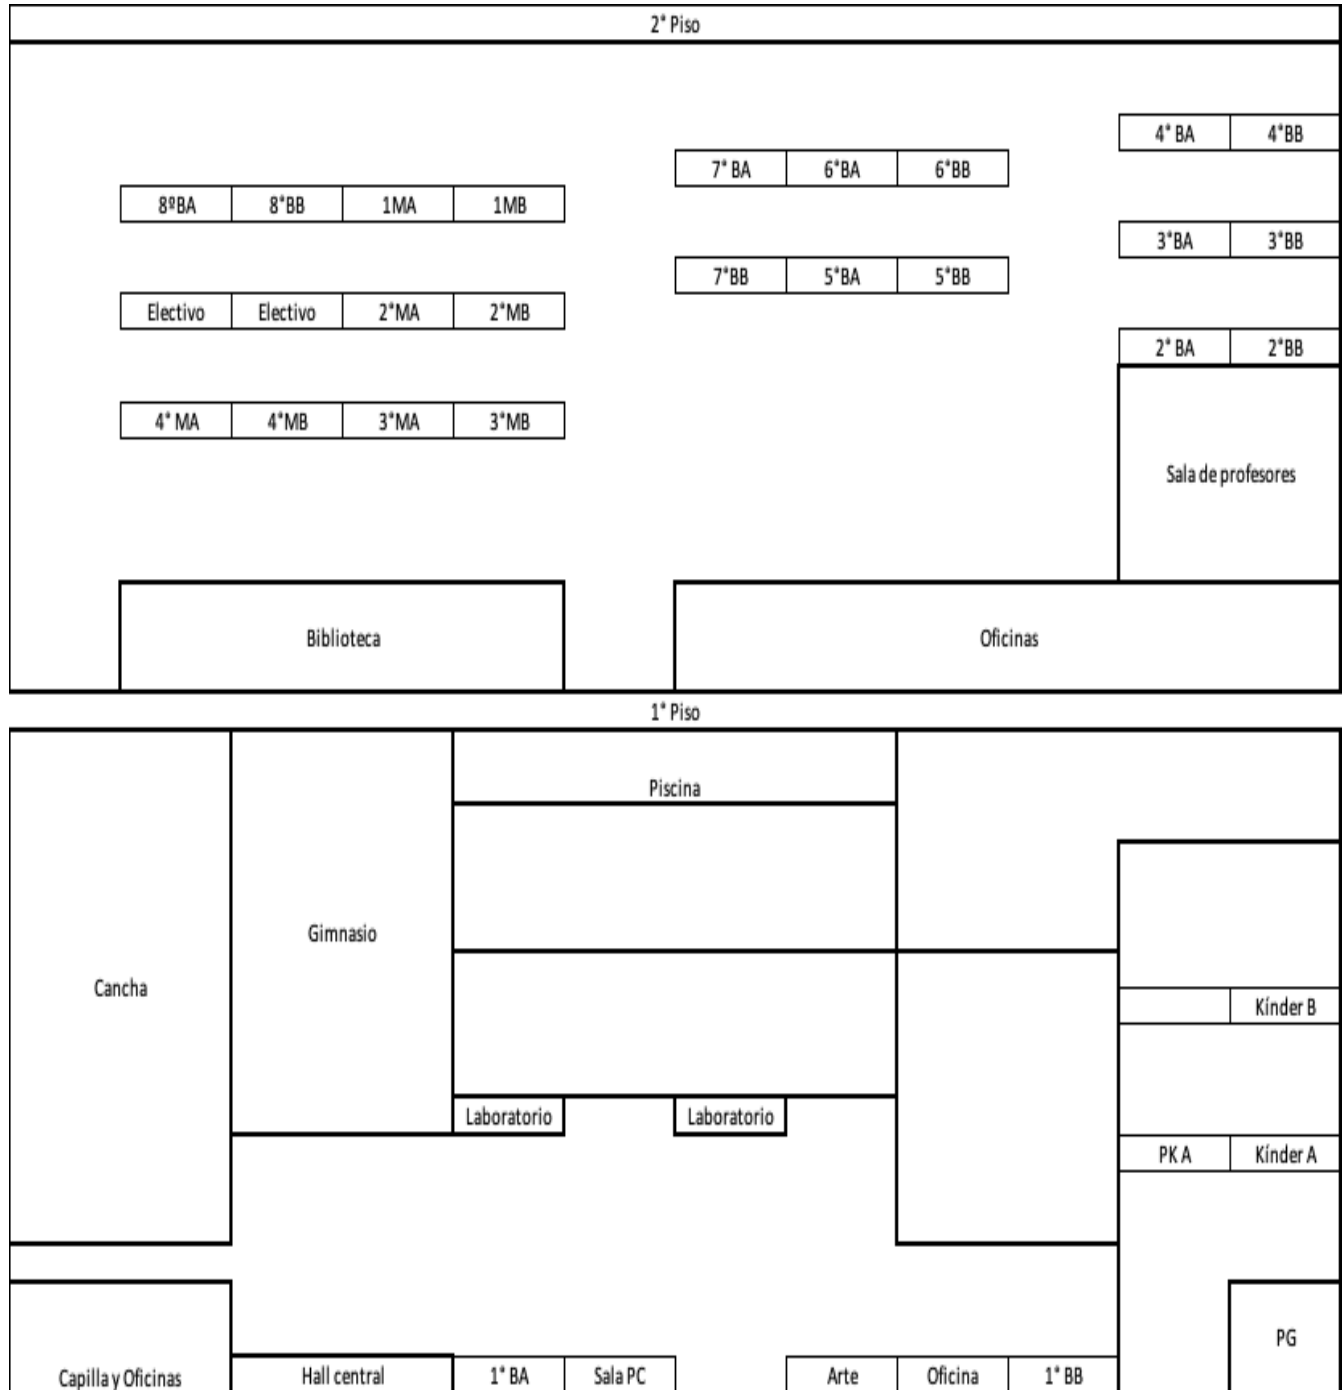 2° Piso
4° BA 4°BB
7° BA 6°BA 6°BB
8ºBA 8°BB 1MA 1MB
3°BA 3°BB
7°BB 5°BA 5°BB
Electivo Electivo 2°MA 2°MB
2° BA 2°BB
4° MA 4°MB 3°MA 3°MB
Sala de profesores
Biblioteca Oficinas
1° Piso
Piscina
Gimnasio
Cancha
Kínder B
Laboratorio Laboratorio
PK A Kínder A
PG
Capilla y Oficinas Hall central 1° BA Sala PC Arte Oficina 1° BB